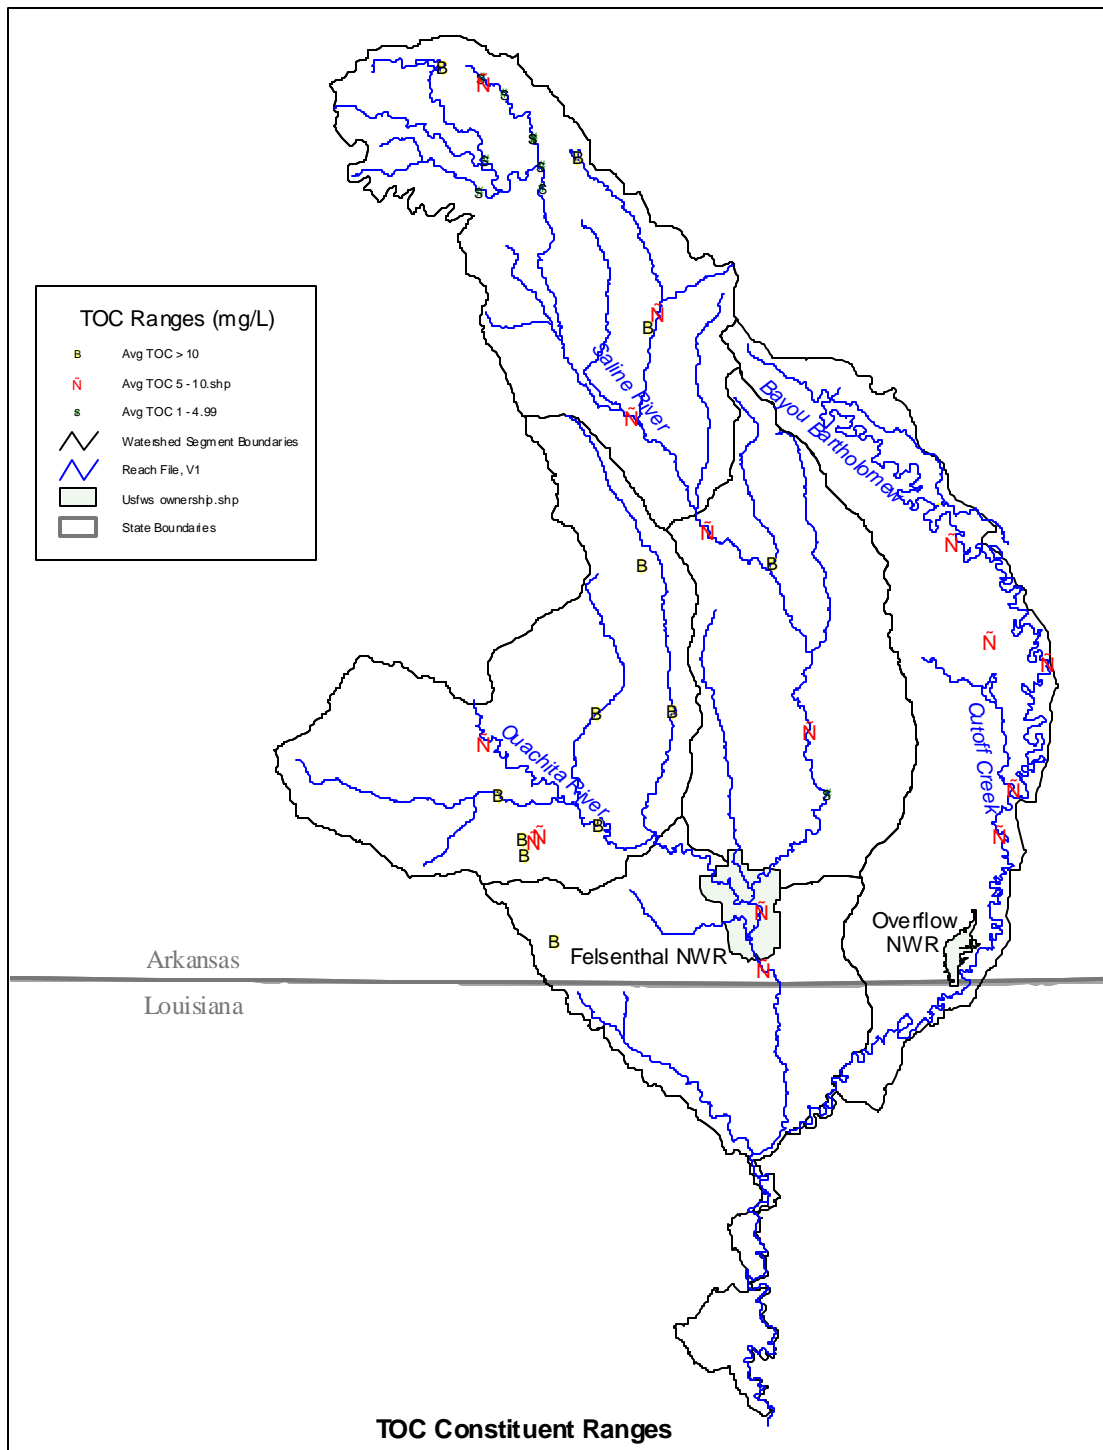 TOC Ranges (mg/L)
B Avg TOC > 10
Ñ Avg TOC 5 - 10.shp
s Avg TOC 1 - 4.99
Watershed Segment Boundaries
Reach File, V1
Usfws ownership.shp
State Boundaries
B
Ñ
s
s
s
s
s
s
B
Ñ
B
Saline River
Ñ
Bayou Bartholomew
Ñ
Ñ
B
B
Ñ
Ñ
B
B
Ñ
Ouachita River
Ñ
Cutoff Creek
B
s
Ñ
B
B
Ñ
Ñ
Ñ
B
Ñ
B
Felsenthal NWR
Overflow
NWR
Ñ
Arkansas
Louisiana
TOC Constituent Ranges